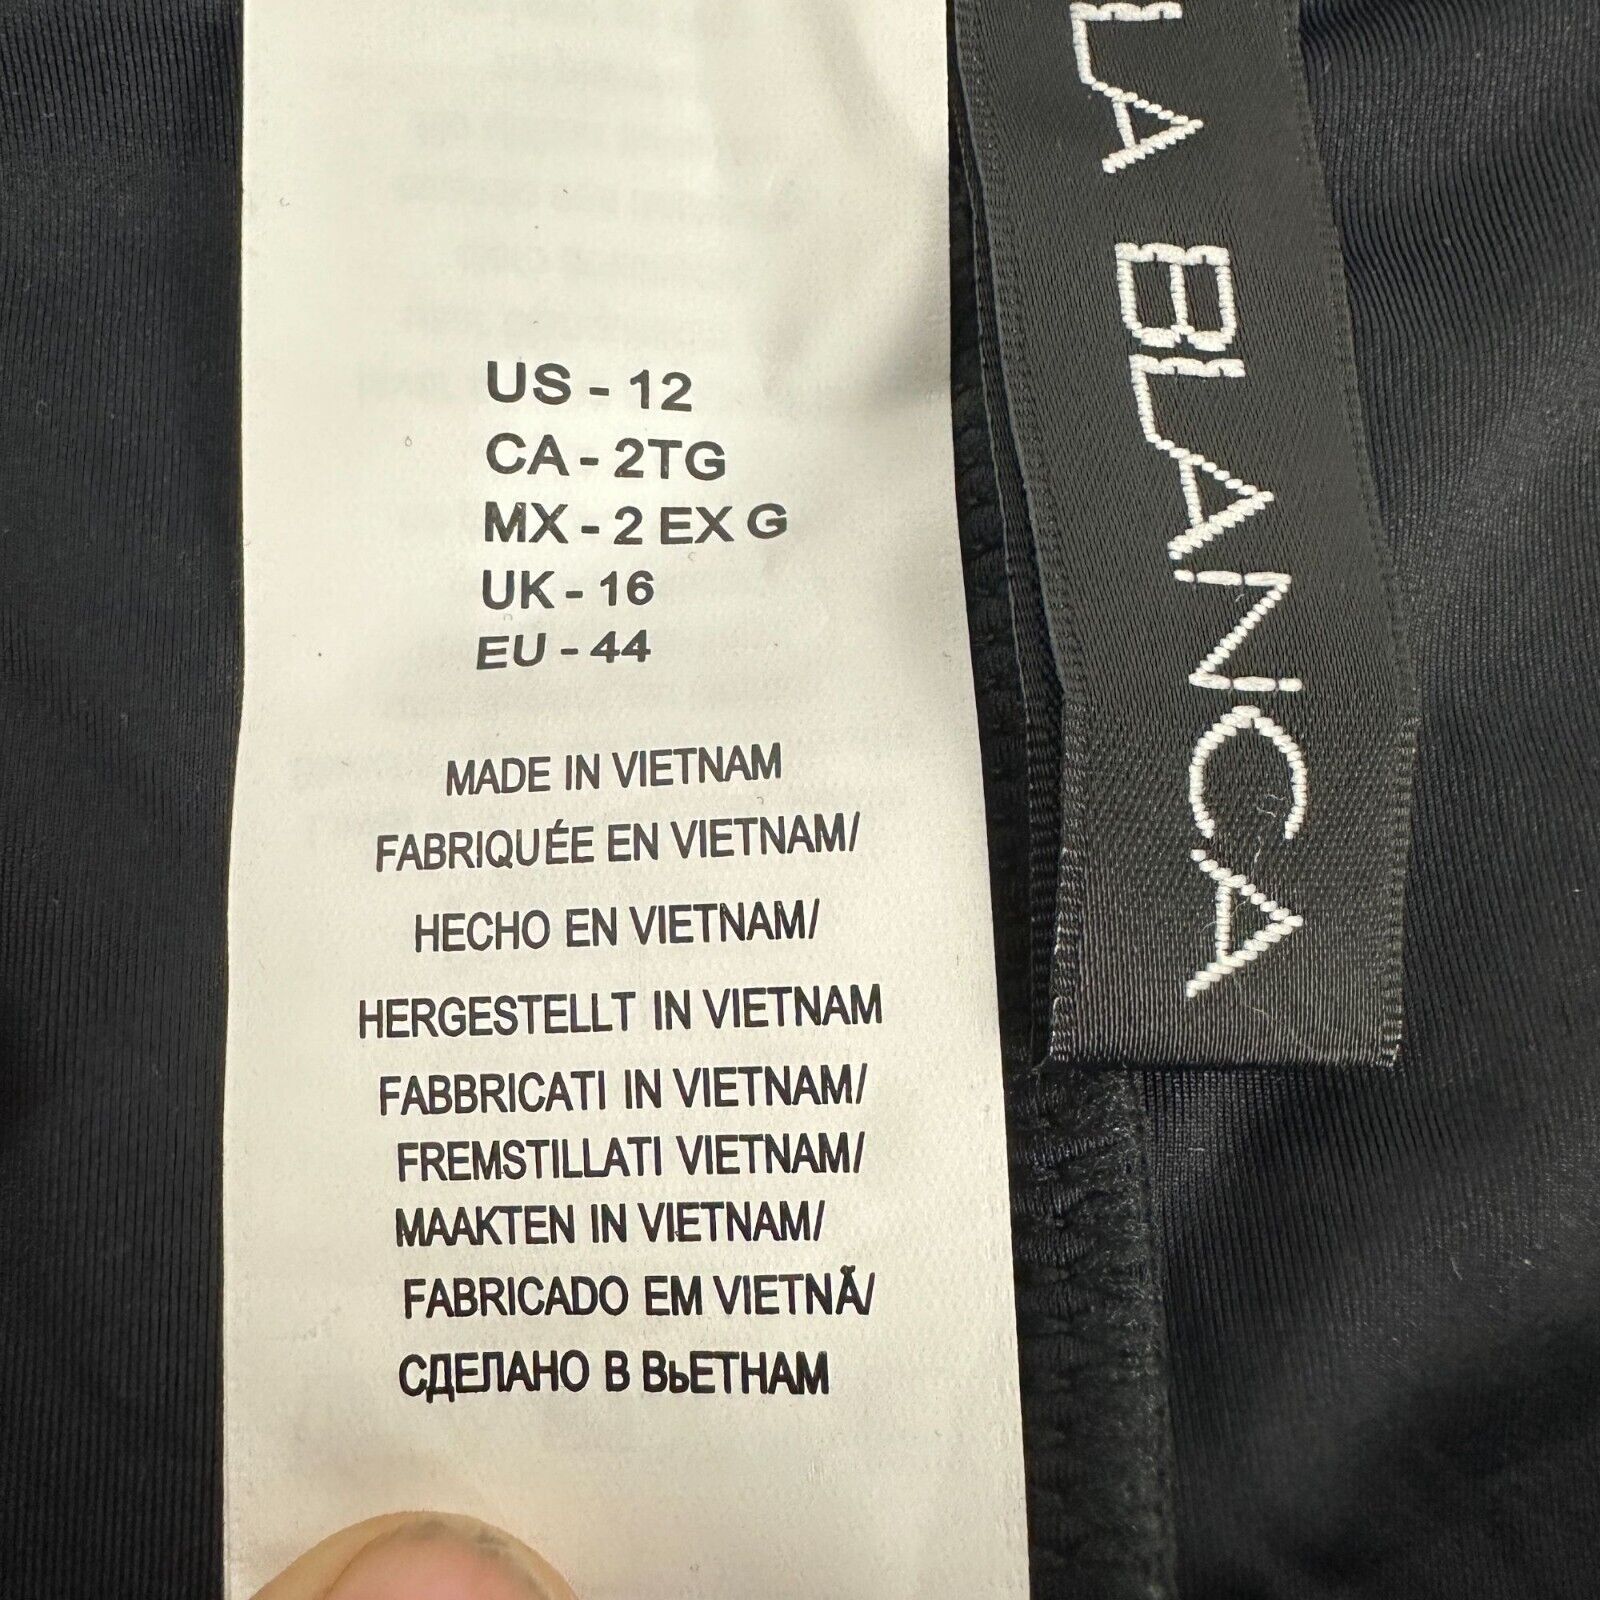 US - 12
CA - 2TG
MX - 2 EX G
UK - 16
EU - 44
MADE IN VIETNAM
FABRIQUÉE EN VIETNAM/
HECHO EN VIETNAM/
HERGESTELLT IN VIETNAM
FABBRICATI IN VIETNAM/
FREMSTILLATI VIETNAM/
MAAKTEN IN VIETNAM/
FABRICADO EM VIETNÃ/
СДЕЛАНО В ВьЕТНАМ
LA BLANCA